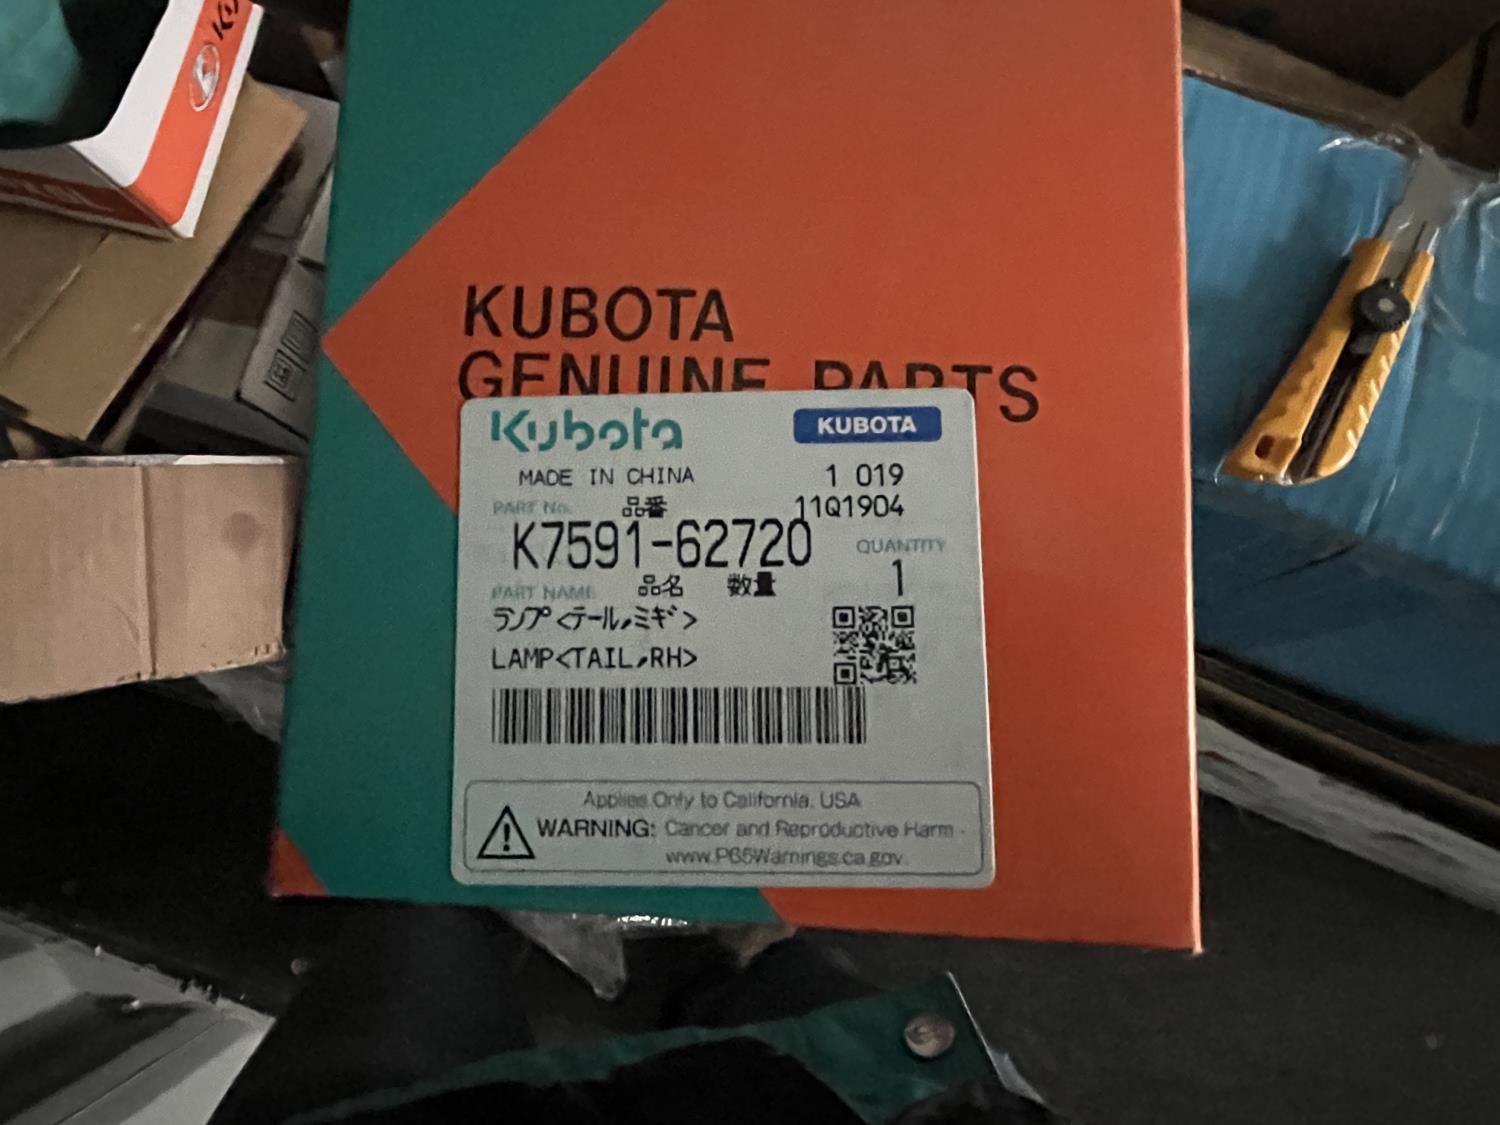 KUBOTA
GENUINE PARTS
Kubota KUBOTA
MADE IN CHINA 1 019
PART No. 品番 11Q1904
K7591-62720 QUANTITY
PART NAME 品名 数量 1
ランプ<テール,ミギ>
LAMP<TAIL,RH>
Applies Only to California, USA
WARNING: Cancer and Reproductive Harm -
www.P65Warnings.ca.gov.